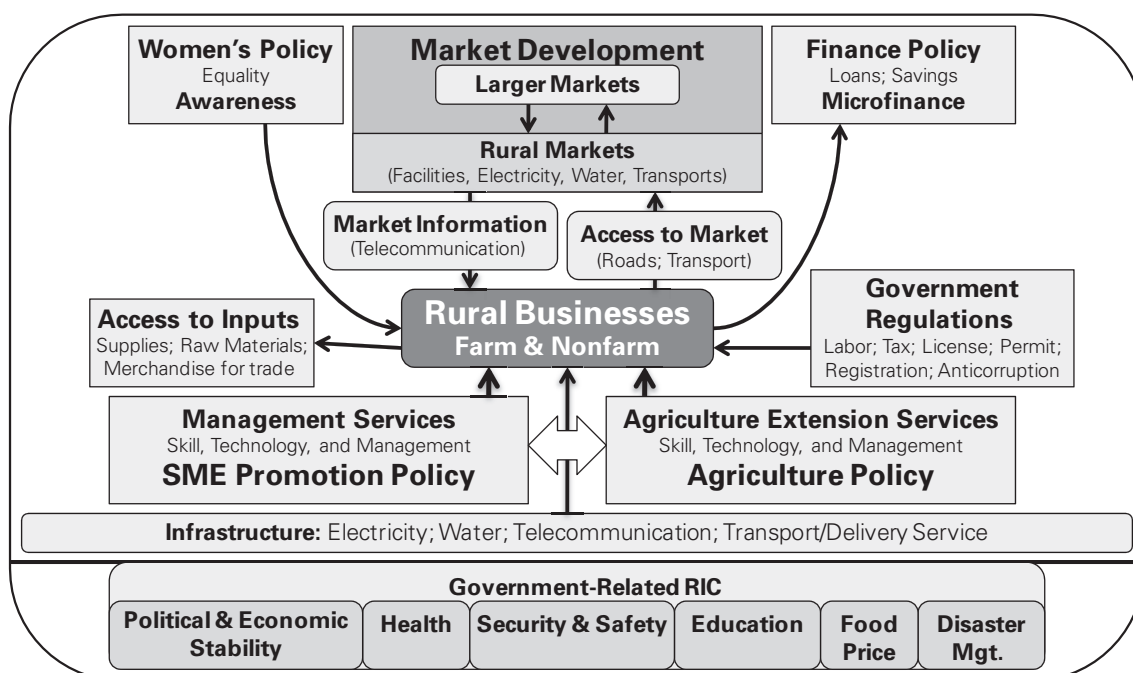 Women's Policy
Equality
Awareness
Market Development
Larger Markets
Rural Markets
(Facilities, Electricity, Water, Transports)
Finance Policy
Loans; Savings
Microfinance
Market Information
(Telecommunication)
Access to Market
(Roads; Transport)
Rural Businesses
Farm & Nonfarm
Access to Inputs
Supplies; Raw Materials;
Merchandise for trade
Government
Regulations
Labor; Tax; License; Permit;
Registration; Anticorruption
Management Services
Skill, Technology, and Management
SME Promotion Policy
Agriculture Extension Services
Skill, Technology, and Management
Agriculture Policy
Infrastructure: Electricity; Water; Telecommunication; Transport/Delivery Service
Government-Related RIC
Political & Economic
Stability
Health
Security & Safety
Education
Food
Price
Disaster
Mgt.